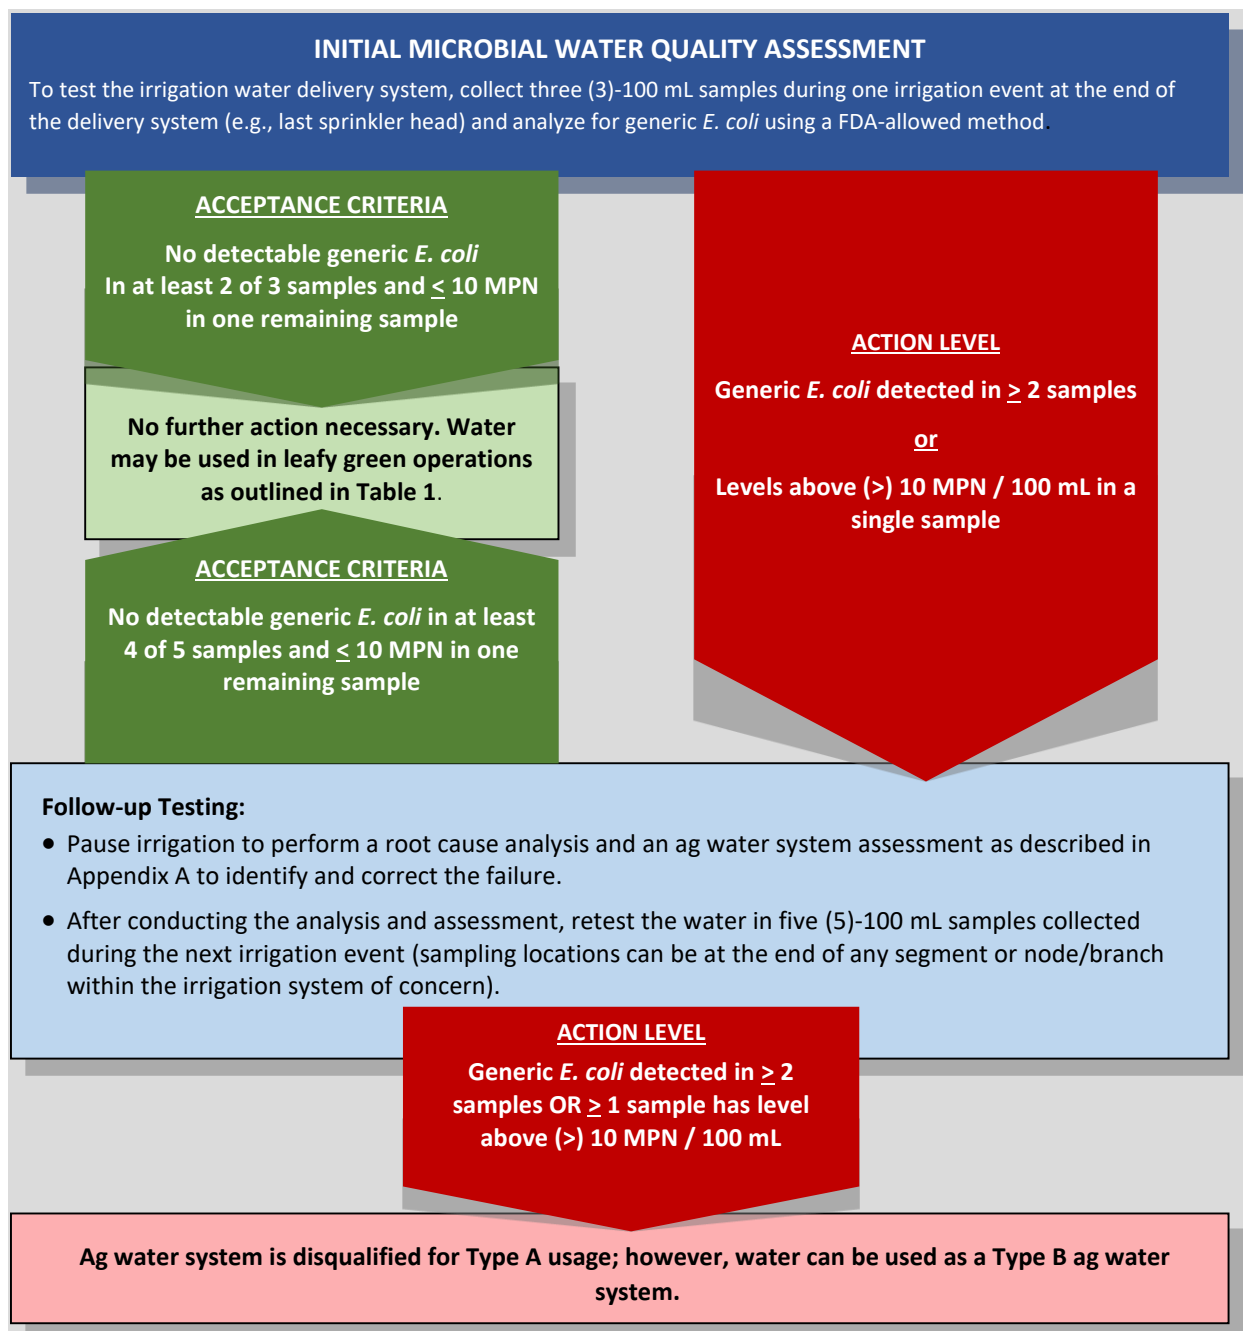 INITIAL MICROBIAL WATER QUALITY ASSESSMENT
To test the irrigation water delivery system, collect three (3)-100 mL samples during one irrigation event at the end of
the delivery system (e.g., last sprinkler head) and analyze for generic E. coli using a FDA-allowed method.
ACCEPTANCE CRITERIA
No detectable generic E. coli
In at least 2 of 3 samples and ≤ 10 MPN
in one remaining sample
No further action necessary. Water
may be used in leafy green operations
as outlined in Table 1.
ACCEPTANCE CRITERIA
No detectable generic E. coli in at least
4 of 5 samples and ≤ 10 MPN in one
remaining sample
ACTION LEVEL
Generic E. coli detected in ≥ 2 samples
or
Levels above (>) 10 MPN / 100 mL in a
single sample
Follow-up Testing:
• Pause irrigation to perform a root cause analysis and an ag water system assessment as described in
Appendix A to identify and correct the failure.
• After conducting the analysis and assessment, retest the water in five (5)-100 mL samples collected
during the next irrigation event (sampling locations can be at the end of any segment or node/branch
within the irrigation system of concern).
ACTION LEVEL
Generic E. coli detected in ≥ 2
samples OR ≥ 1 sample has level
above (>) 10 MPN / 100 mL
Ag water system is disqualified for Type A usage; however, water can be used as a Type B ag water
system.